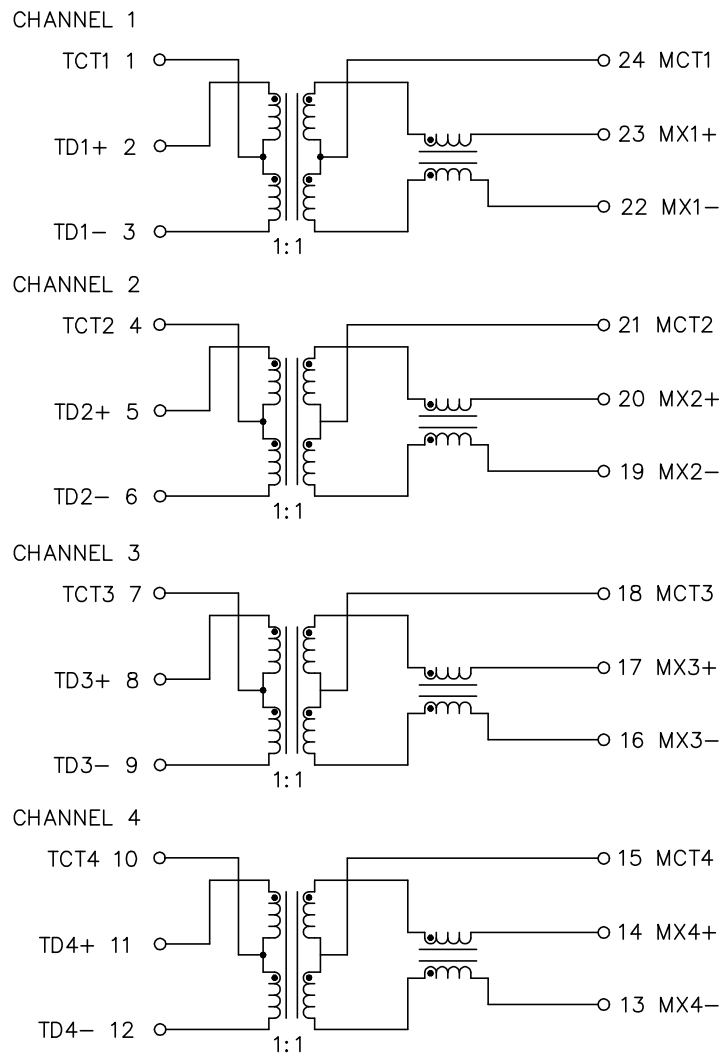 CHANNEL 1
TCT1 1
24 MCT1
TD1+ 2
23 MX1+
22 MX1−
TD1− 3
1:1
CHANNEL 2
TCT2 4
21 MCT2
TD2+ 5
20 MX2+
19 MX2−
TD2− 6
1:1
CHANNEL 3
TCT3 7
18 MCT3
TD3+ 8
17 MX3+
16 MX3−
TD3− 9
1:1
CHANNEL 4
TCT4 10
15 MCT4
TD4+ 11
14 MX4+
13 MX4−
TD4− 12
1:1